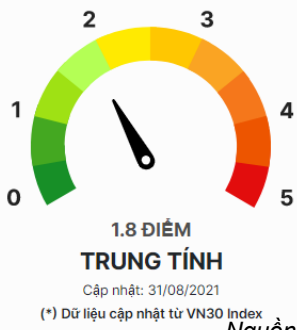 2 3
1 4
0 5
1.8 ĐIỂM
TRUNG TÍNH
Cập nhật: 31/08/2021
(*) Dữ liệu cập nhật từ VN30 Index
Nguồn